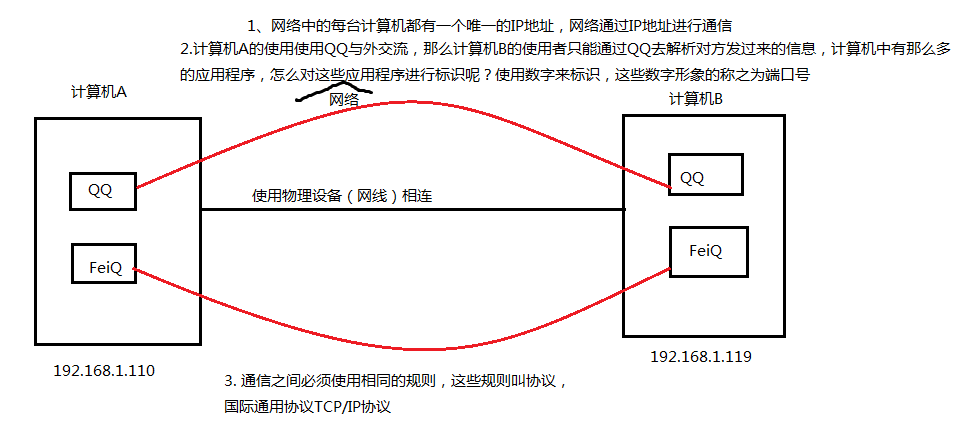 1、网络中的每台计算机都有一个唯一的IP地址，网络通过IP地址进行通信
2.计算机A的使用使用QQ与外交流，那么计算机B的使用者只能通过QQ去解析对方发过来的信息，计算机中有那么多
的应用程序，怎么对这些应用程序进行标识呢？使用数字来标识，这些数字形象的称之为端口号
计算机A
网络
计算机B
QQ
QQ
使用物理设备（网线）相连
FeiQ
FeiQ
192.168.1.110
192.168.1.119
3. 通信之间必须使用相同的规则，这些规则叫协议，
国际通用协议TCP/IP协议